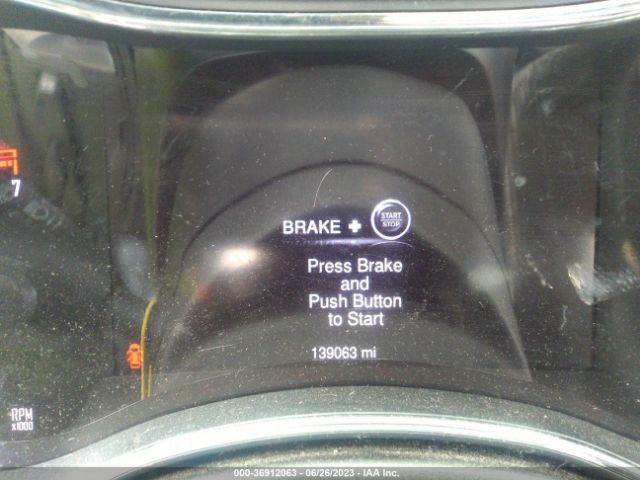 7
BRAKE + START STOP
Press Brake
and
Push Button
to Start
139063 mi
RPM
x1000
000-36912063 | 06/26/2023 | IAA Inc.